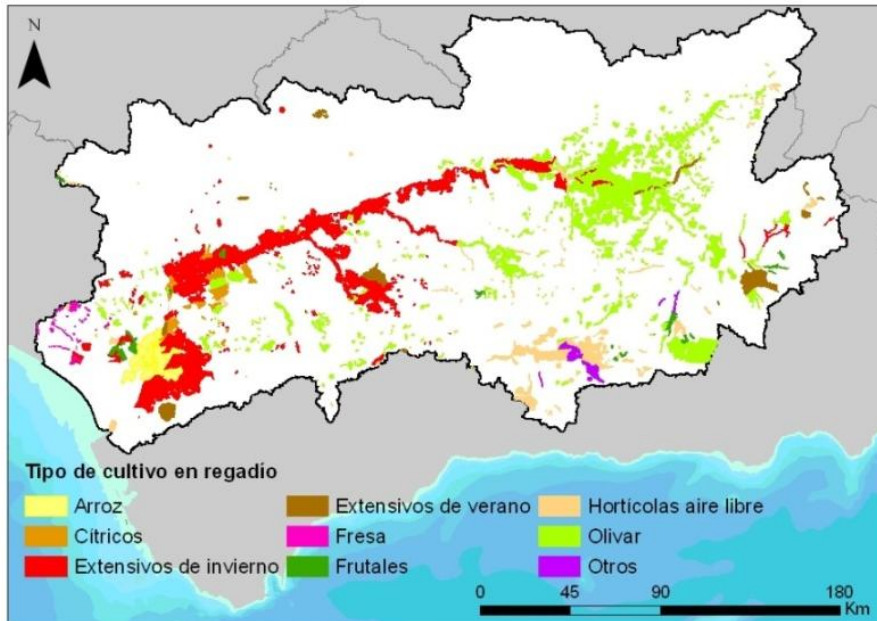 N
Tipo de cultivo en regadío
Arroz
Cítricos
Extensivos de invierno
Extensivos de verano
Fresa
Frutales
Hortícolas aire libre
Olivar
Otros
0 45 90 180
Km